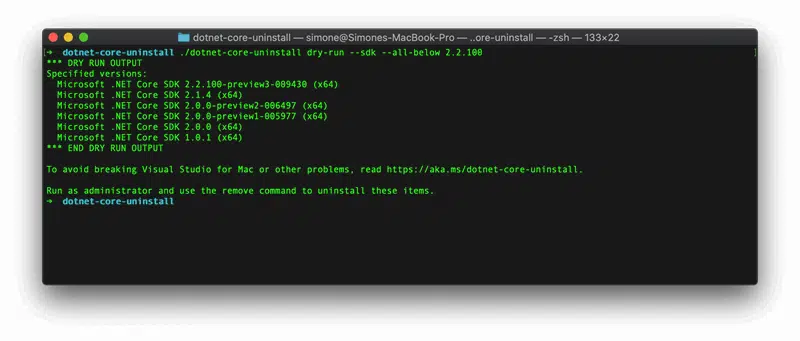 dotnet-core-uninstall — simone@Simones-MacBook-Pro — ..ore-uninstall — -zsh — 133×22
[➜  dotnet-core-uninstall ./dotnet-core-uninstall dry-run --sdk --all-below 2.2.100 ]
*** DRY RUN OUTPUT
Specified versions:
  Microsoft .NET Core SDK 2.2.100-preview3-009430 (x64)
  Microsoft .NET Core SDK 2.1.4 (x64)
  Microsoft .NET Core SDK 2.0.0-preview2-006497 (x64)
  Microsoft .NET Core SDK 2.0.0-preview1-005977 (x64)
  Microsoft .NET Core SDK 2.0.0 (x64)
  Microsoft .NET Core SDK 1.0.1 (x64)
*** END DRY RUN OUTPUT
To avoid breaking Visual Studio for Mac or other problems, read https://aka.ms/dotnet-core-uninstall.
Run as administrator and use the remove command to uninstall these items.
➜  dotnet-core-uninstall